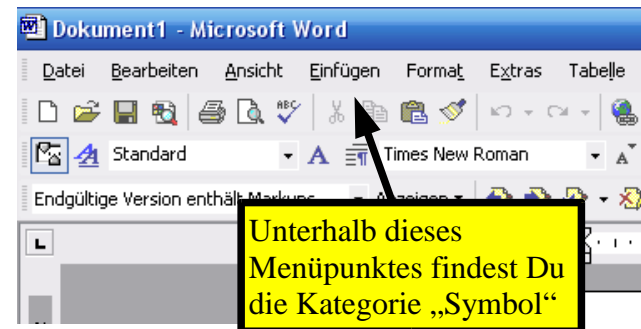 Dokument1 - Microsoft Word
Datei Bearbeiten Ansicht Einfügen Format Extras Tabelle
ABC
Standard A Times New Roman A
Endgültige Version enthält Markups Anzeigen
L
Unterhalb dieses
Menüpunktes findest Du
die Kategorie „Symbol“